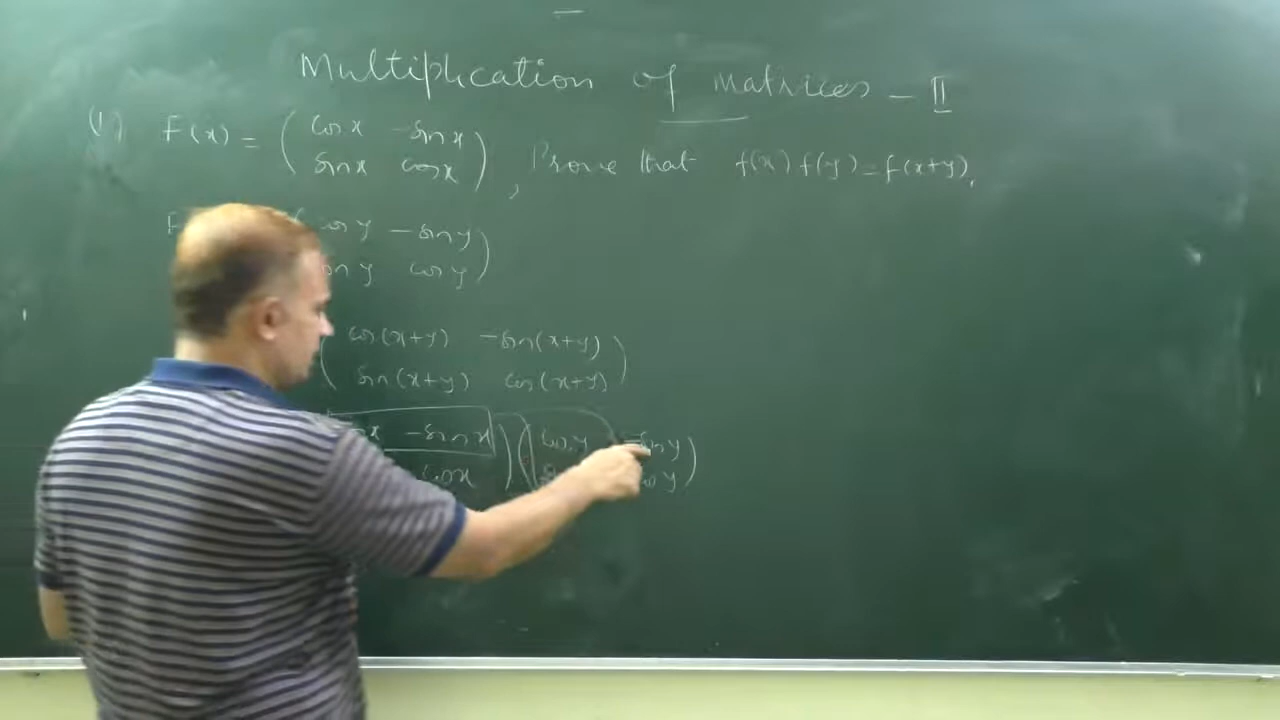 Multiplication of matrices - II
(1) F(x) = ( cos x -sin x
sin x cos x ) , Prove that f(x) f(y) = f(x+y).
cos y -sin y )
y cos y
( cos(x+y) -sin(x+y) )
sin(x+y) cos(x+y)
x -sin x ) ( cos y -sin y )
cos x y